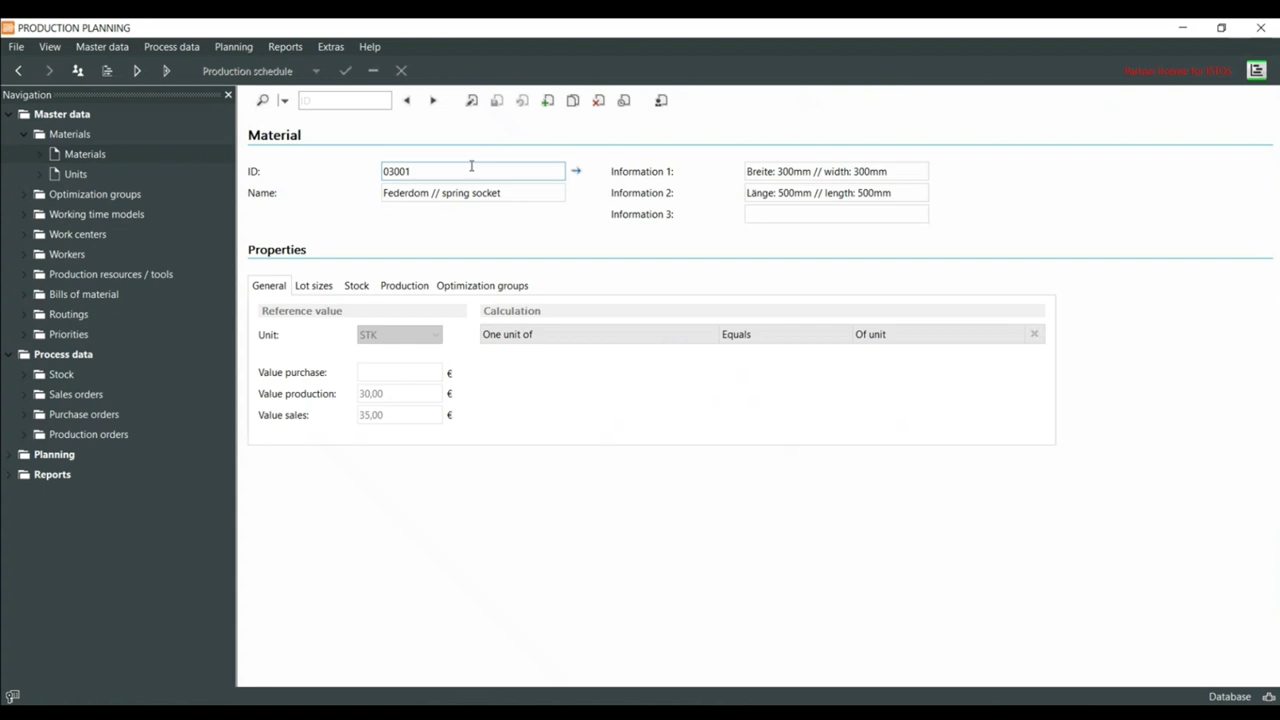 PRODUCTION PLANNING
File View Master data Process data Planning Reports Extras Help
Production schedule
Partner license for ISTOS
Navigation
Master data
Materials
Materials
Units
Optimization groups
Working time models
Work centers
Workers
Production resources / tools
Bills of material
Routings
Priorities
Process data
Stock
Sales orders
Purchase orders
Production orders
Planning
Reports
ID
Material
ID: 03001 Information 1: Breite: 300mm // width: 300mm
Name: Federdom // spring socket Information 2: Länge: 500mm // length: 500mm
Information 3:
Properties
General Lot sizes Stock Production Optimization groups
Reference value Calculation
Unit: STK One unit of Equals Of unit
Value purchase: €
Value production: 30,00 €
Value sales: 35,00 €
Database